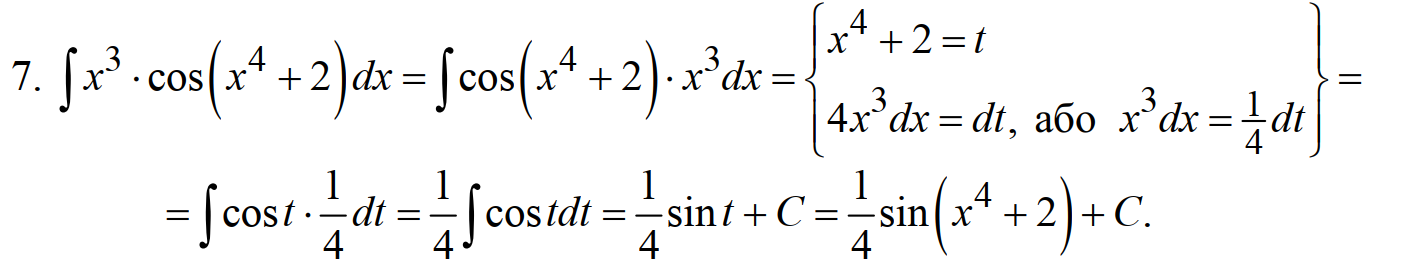 7. ∫x³ · cos(x⁴ + 2)dx = ∫cos(x⁴ + 2) · x³dx = { x⁴ + 2 = t
4x³dx = dt, або x³dx = 1/4 dt } =
= ∫cos t · 1/4 dt = 1/4 ∫cos tdt = 1/4 sin t + C = 1/4 sin(x⁴ + 2) + C.